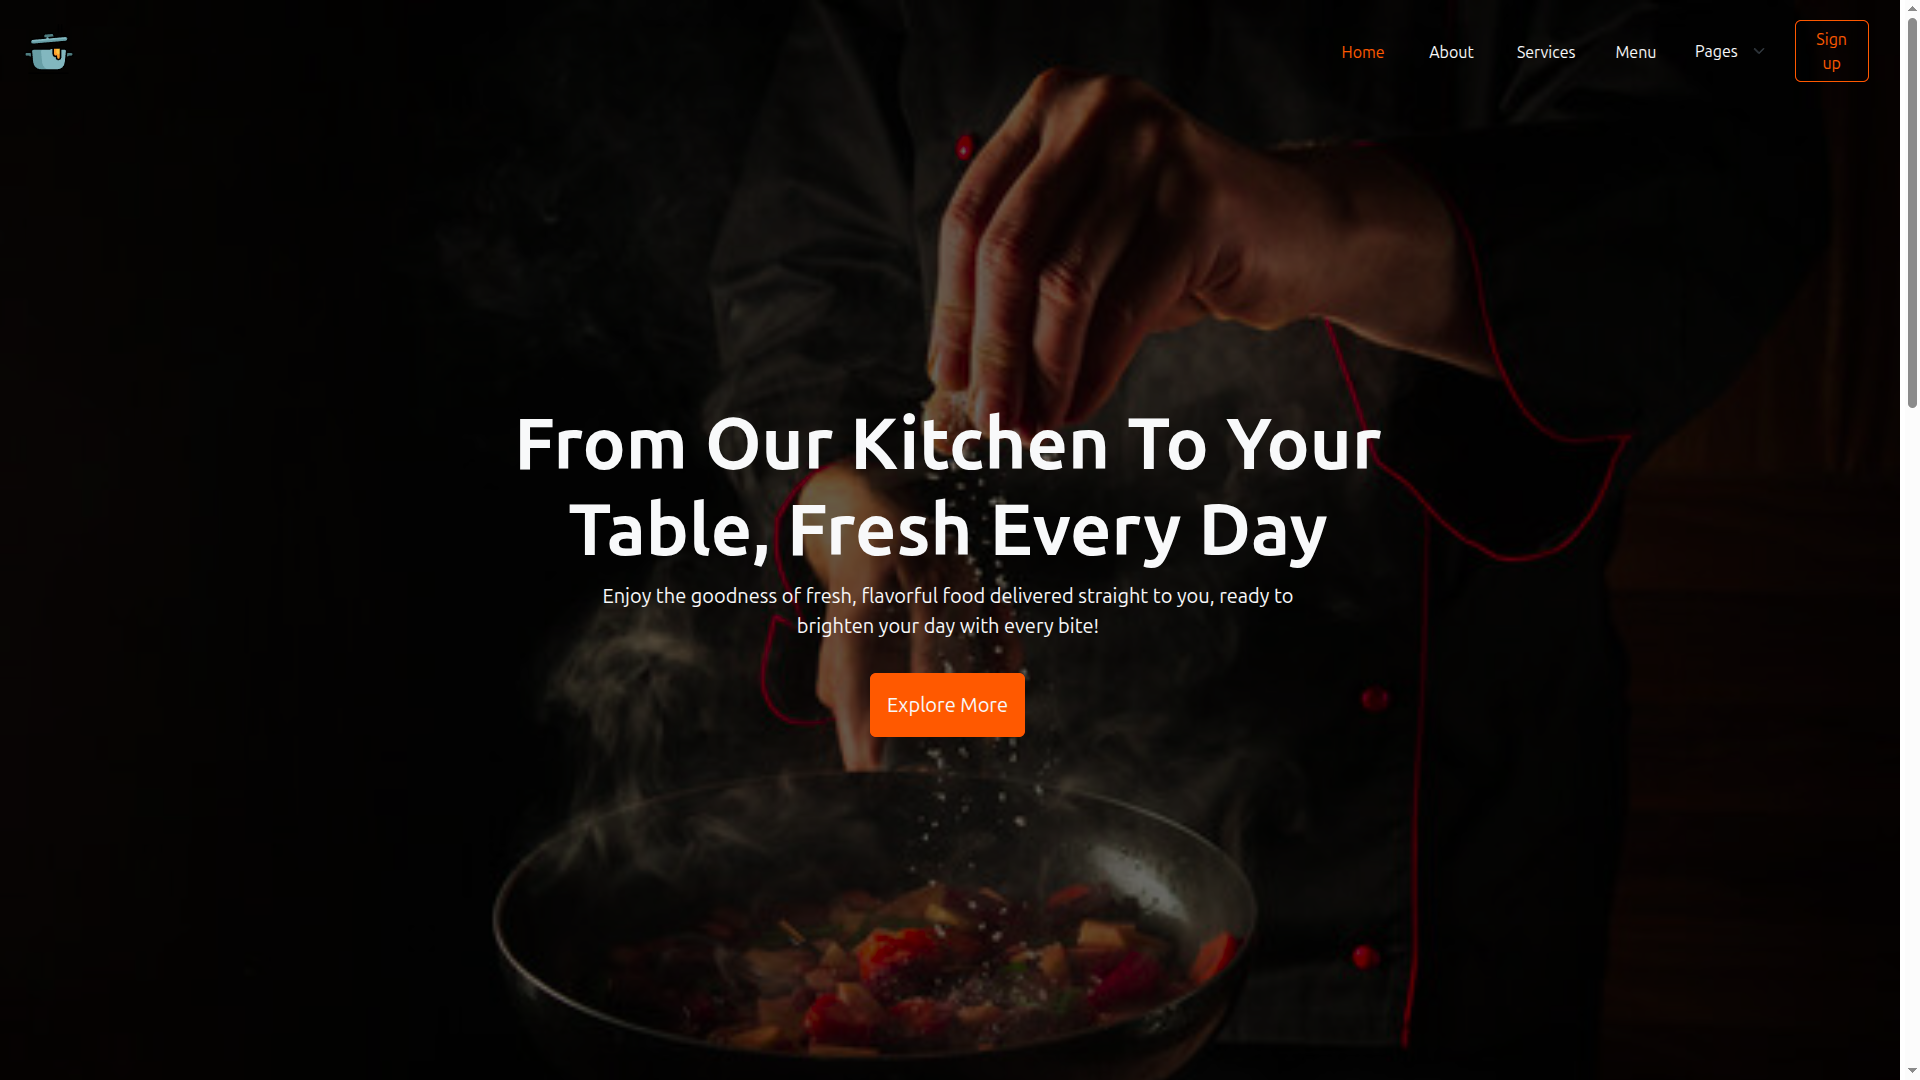 Home About Services Menu Pages Sign up
From Our Kitchen To Your
Table, Fresh Every Day
Enjoy the goodness of fresh, flavorful food delivered straight to you, ready to
brighten your day with every bite!
Explore More